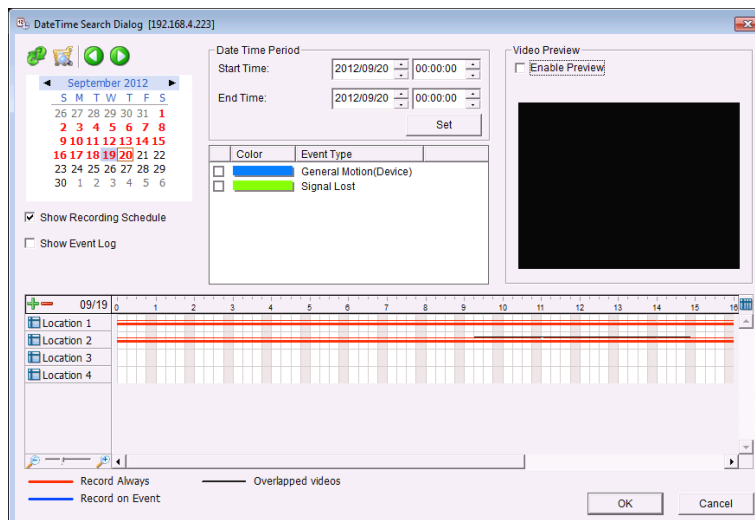 DateTime Search Dialog [192.168.4.223]
September 2012
S M T W T F S
26 27 28 29 30 31 1
2 3 4 5 6 7 8
9 10 11 12 13 14 15
16 17 18 19 20 21 22
23 24 25 26 27 28 29
30 1 2 3 4 5 6
Show Recording Schedule
Show Event Log
Date Time Period
Start Time: 2012/09/20 00:00:00
End Time: 2012/09/20 00:00:00
Set
Color Event Type
General Motion(Device)
Signal Lost
Video Preview
Enable Preview
09/19 0 1 2 3 4 5 6 7 8 9 10 11 12 13 14 15 16
Location 1
Location 2
Location 3
Location 4
Record Always Overlapped videos
Record on Event
OK Cancel